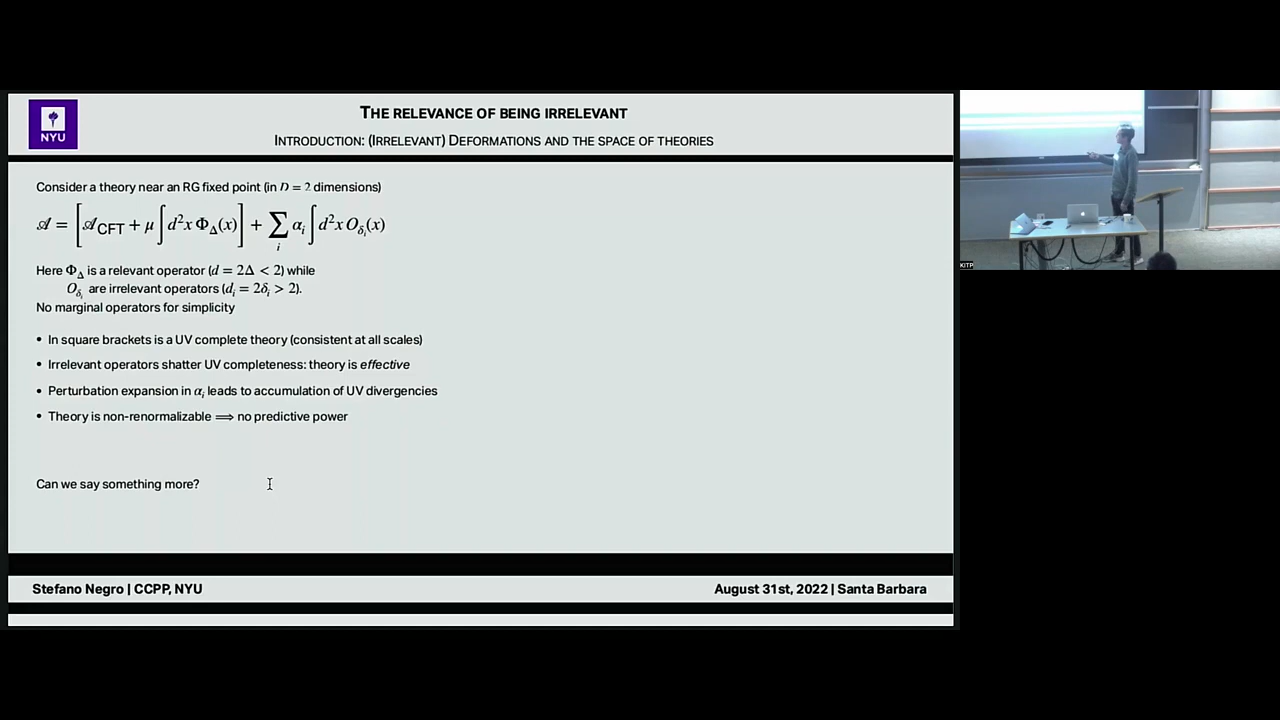 NYU
THE RELEVANCE OF BEING IRRELEVANT
INTRODUCTION: (IRRELEVANT) DEFORMATIONS AND THE SPACE OF THEORIES
Consider a theory near an RG fixed point (in D = 2 dimensions)
𝒜 = [𝒜_CFT + μ ∫ d²x Φ_Δ(x)] + ∑_i α_i ∫ d²x O_δ_i(x)
Here Φ_Δ is a relevant operator (d = 2Δ < 2) while
O_δ_i are irrelevant operators (d_i = 2δ_i > 2).
No marginal operators for simplicity
• In square brackets is a UV complete theory (consistent at all scales)
• Irrelevant operators shatter UV completeness: theory is effective
• Perturbation expansion in α_i leads to accumulation of UV divergencies
• Theory is non-renormalizable ⟹ no predictive power
Can we say something more?
Stefano Negro | CCPP, NYU
August 31st, 2022 | Santa Barbara
KITP